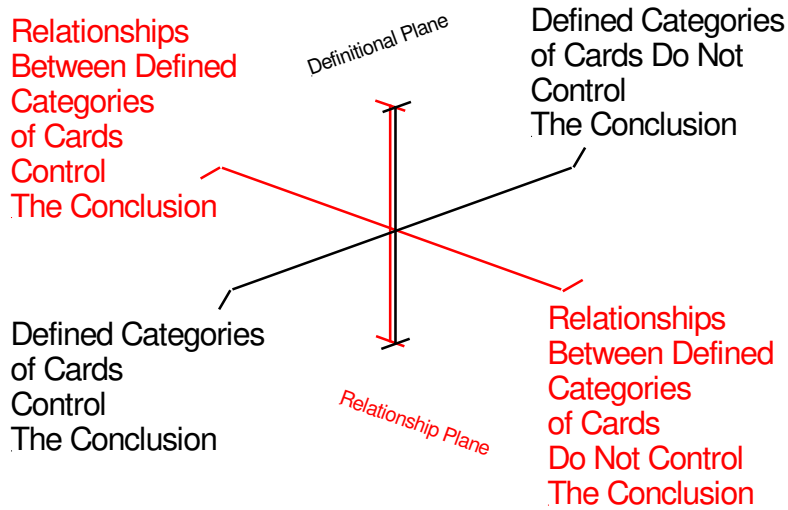 Relationships
Between Defined
Categories
of Cards
Control
The Conclusion
Definitional Plane
Defined Categories
of Cards Do Not
Control
The Conclusion
Defined Categories
of Cards
Control
The Conclusion
Relationship Plane
Relationships
Between Defined
Categories
of Cards
Do Not Control
The Conclusion